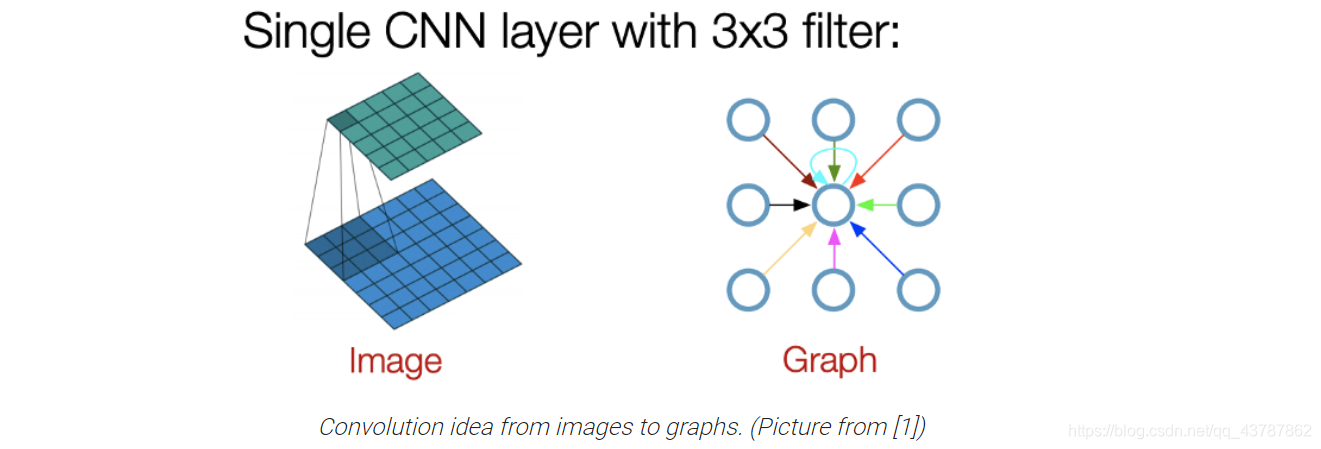 Single CNN layer with 3x3 filter:
Image
Graph
Convolution idea from images to graphs. (Picture from [1])
https://blog.csdn.net/qq_43787862